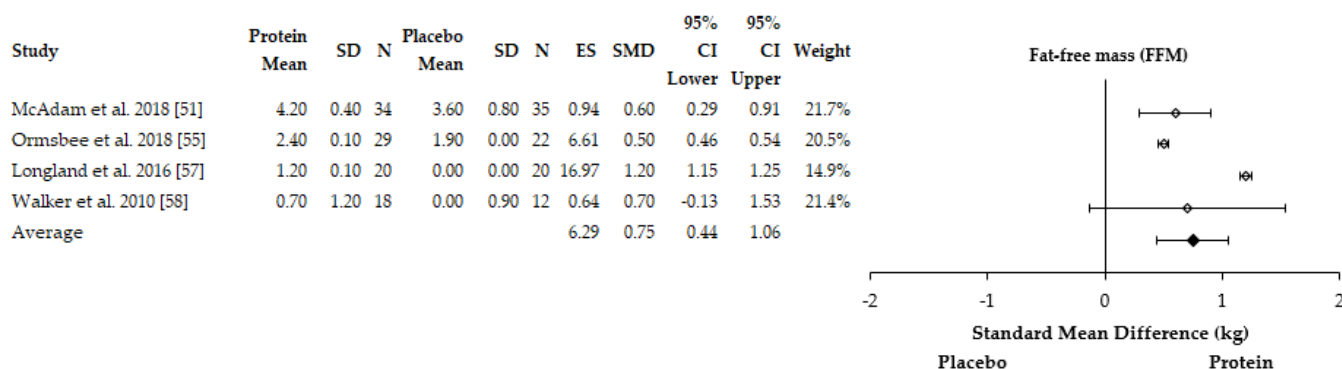 Study Protein Mean SD N Placebo Mean SD N ES SMD 95% CI Lower 95% CI Upper Weight
McAdam et al. 2018 [51] 4.20 0.40 34 3.60 0.80 35 0.94 0.60 0.29 0.91 21.7%
Ormsbee et al. 2018 [55] 2.40 0.10 29 1.90 0.00 22 6.61 0.50 0.46 0.54 20.5%
Longland et al. 2016 [57] 1.20 0.10 20 0.00 0.00 20 16.97 1.20 1.15 1.25 14.9%
Walker et al. 2010 [58] 0.70 1.20 18 0.00 0.90 12 0.64 0.70 -0.13 1.53 21.4%
Average 6.29 0.75 0.44 1.06
Fat-free mass (FFM)
-2 -1 0 1 2
Standard Mean Difference (kg)
Placebo Protein